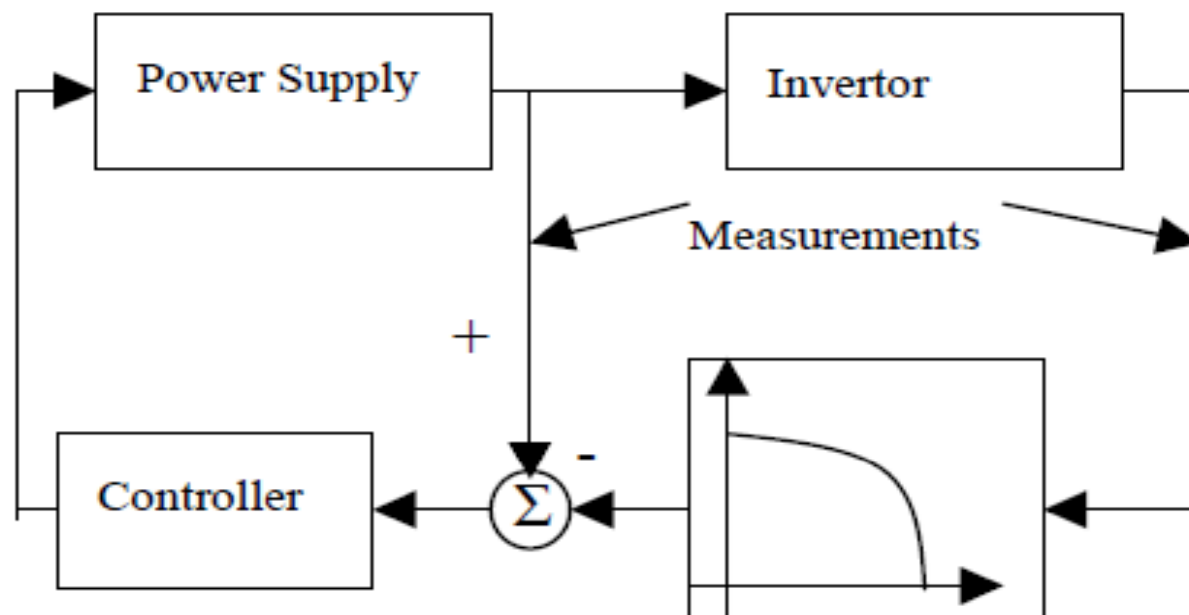 Power Supply
Invertor
Measurements
+
-
Controller
Σ